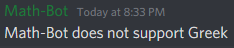 Math-Bot Today at 8:33 PM
Math-Bot does not support Greek